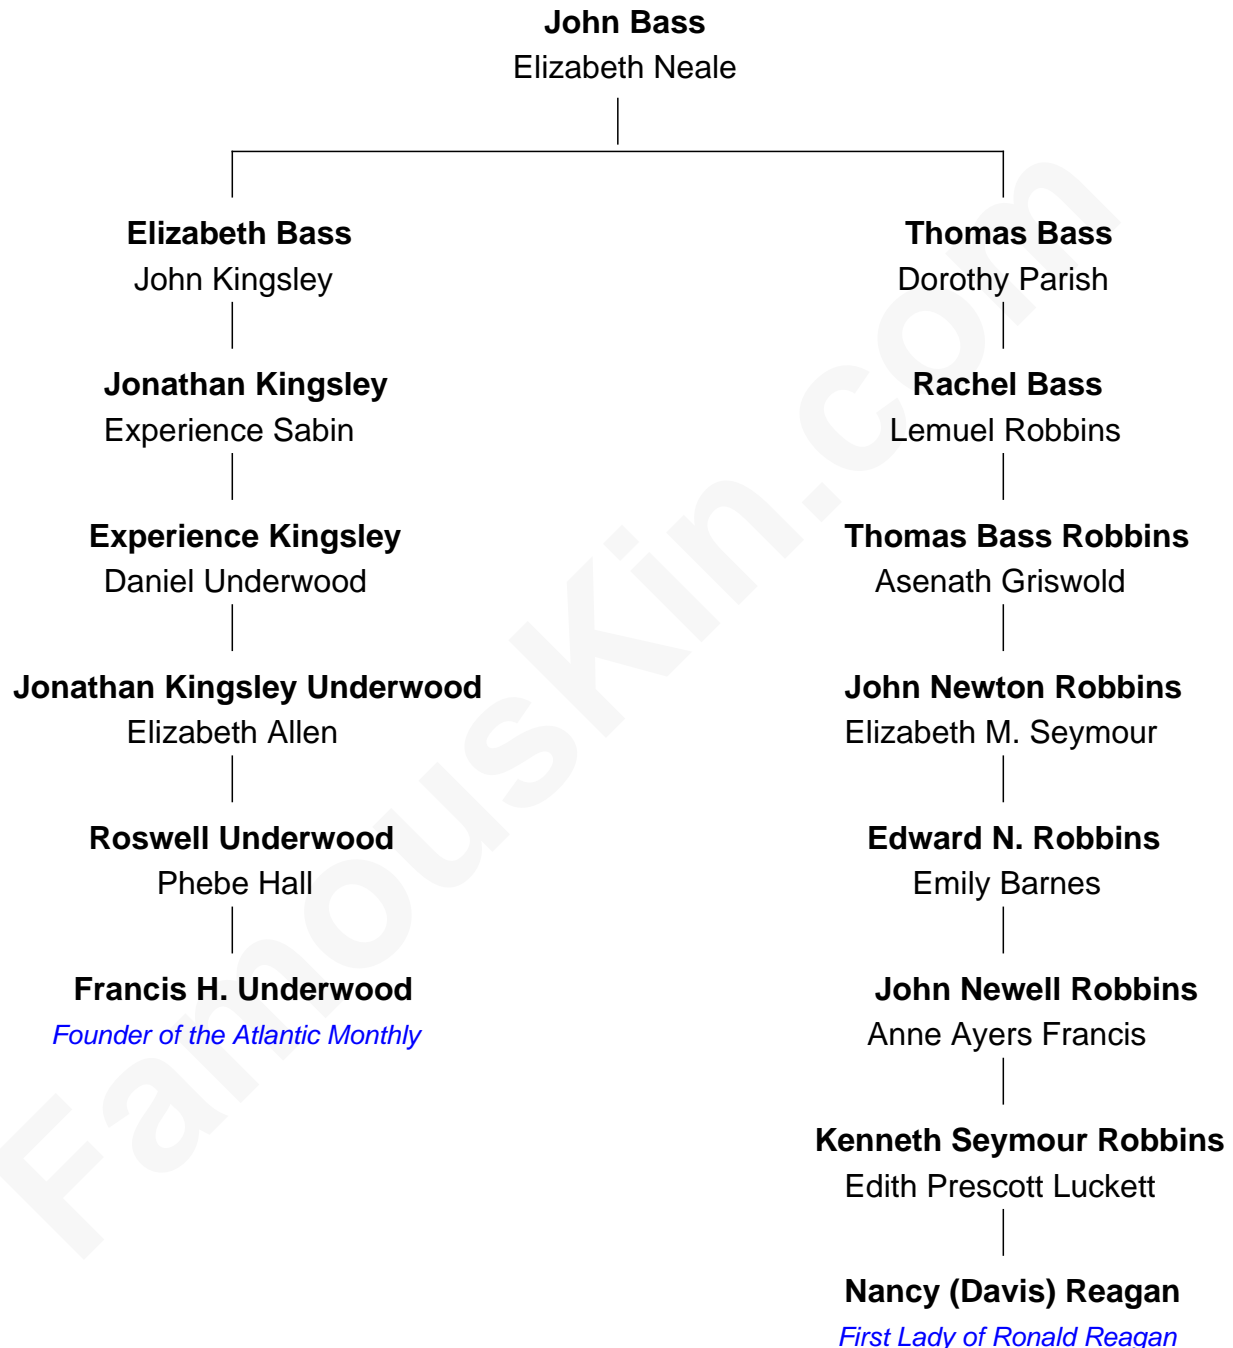 John Bass
Elizabeth Neale
Elizabeth Bass
John Kingsley
Thomas Bass
Dorothy Parish
Jonathan Kingsley
Experience Sabin
Rachel Bass
Lemuel Robbins
Experience Kingsley
Daniel Underwood
Thomas Bass Robbins
Asenath Griswold
Jonathan Kingsley Underwood
Elizabeth Allen
John Newton Robbins
Elizabeth M. Seymour
Roswell Underwood
Phebe Hall
Edward N. Robbins
Emily Barnes
Francis H. Underwood
Founder of the Atlantic Monthly
John Newell Robbins
Anne Ayers Francis
Kenneth Seymour Robbins
Edith Prescott Luckett
Nancy (Davis) Reagan
First Lady of Ronald Reagan
FamousKin.com